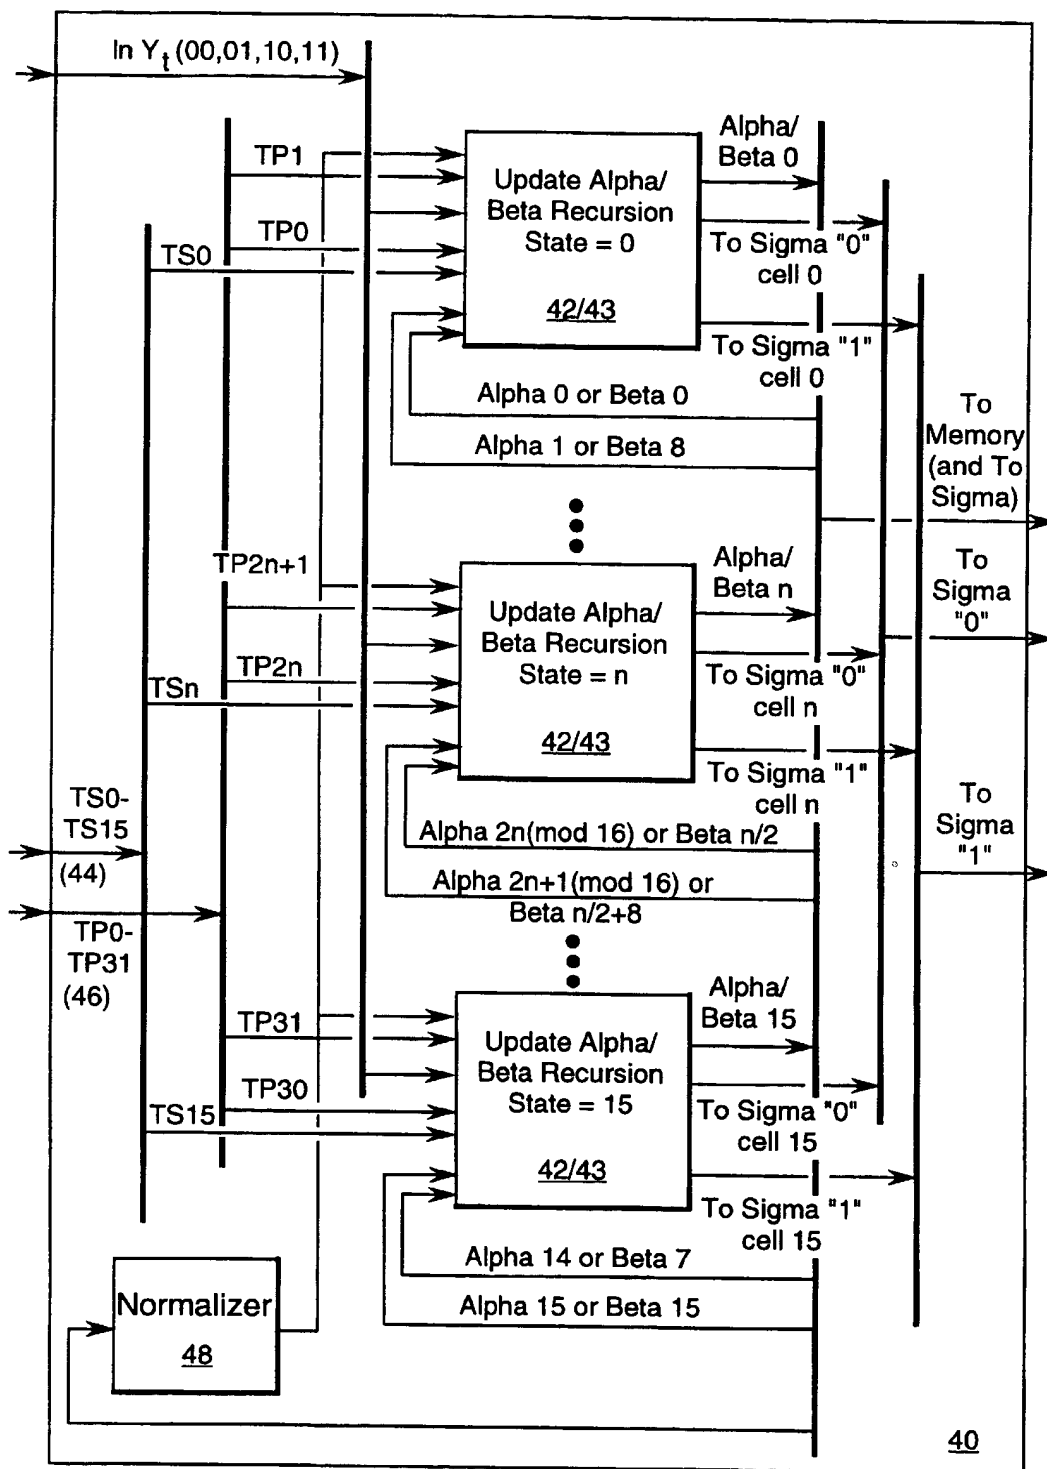 ln Yt (00,01,10,11)
TP1
TP0
TS0
Update Alpha/
Beta Recursion
State = 0
42/43
Alpha/
Beta 0
To Sigma "0"
cell 0
To Sigma "1"
cell 0
Alpha 0 or Beta 0
Alpha 1 or Beta 8
To
Memory
(and To
Sigma)
TP2n+1
TP2n
TSn
Update Alpha/
Beta Recursion
State = n
42/43
Alpha/
Beta n
To Sigma "0"
cell n
To Sigma "1"
cell n
To
Sigma
"0"
Alpha 2n(mod 16) or Beta n/2
Alpha 2n+1(mod 16) or
Beta n/2+8
To
Sigma
"1"
TS0-
TS15
(44)
TP0-
TP31
(46)
TP31
TP30
TS15
Update Alpha/
Beta Recursion
State = 15
42/43
Alpha/
Beta 15
To Sigma "0"
cell 15
To Sigma "1"
cell 15
Alpha 14 or Beta 7
Alpha 15 or Beta 15
Normalizer
48
40